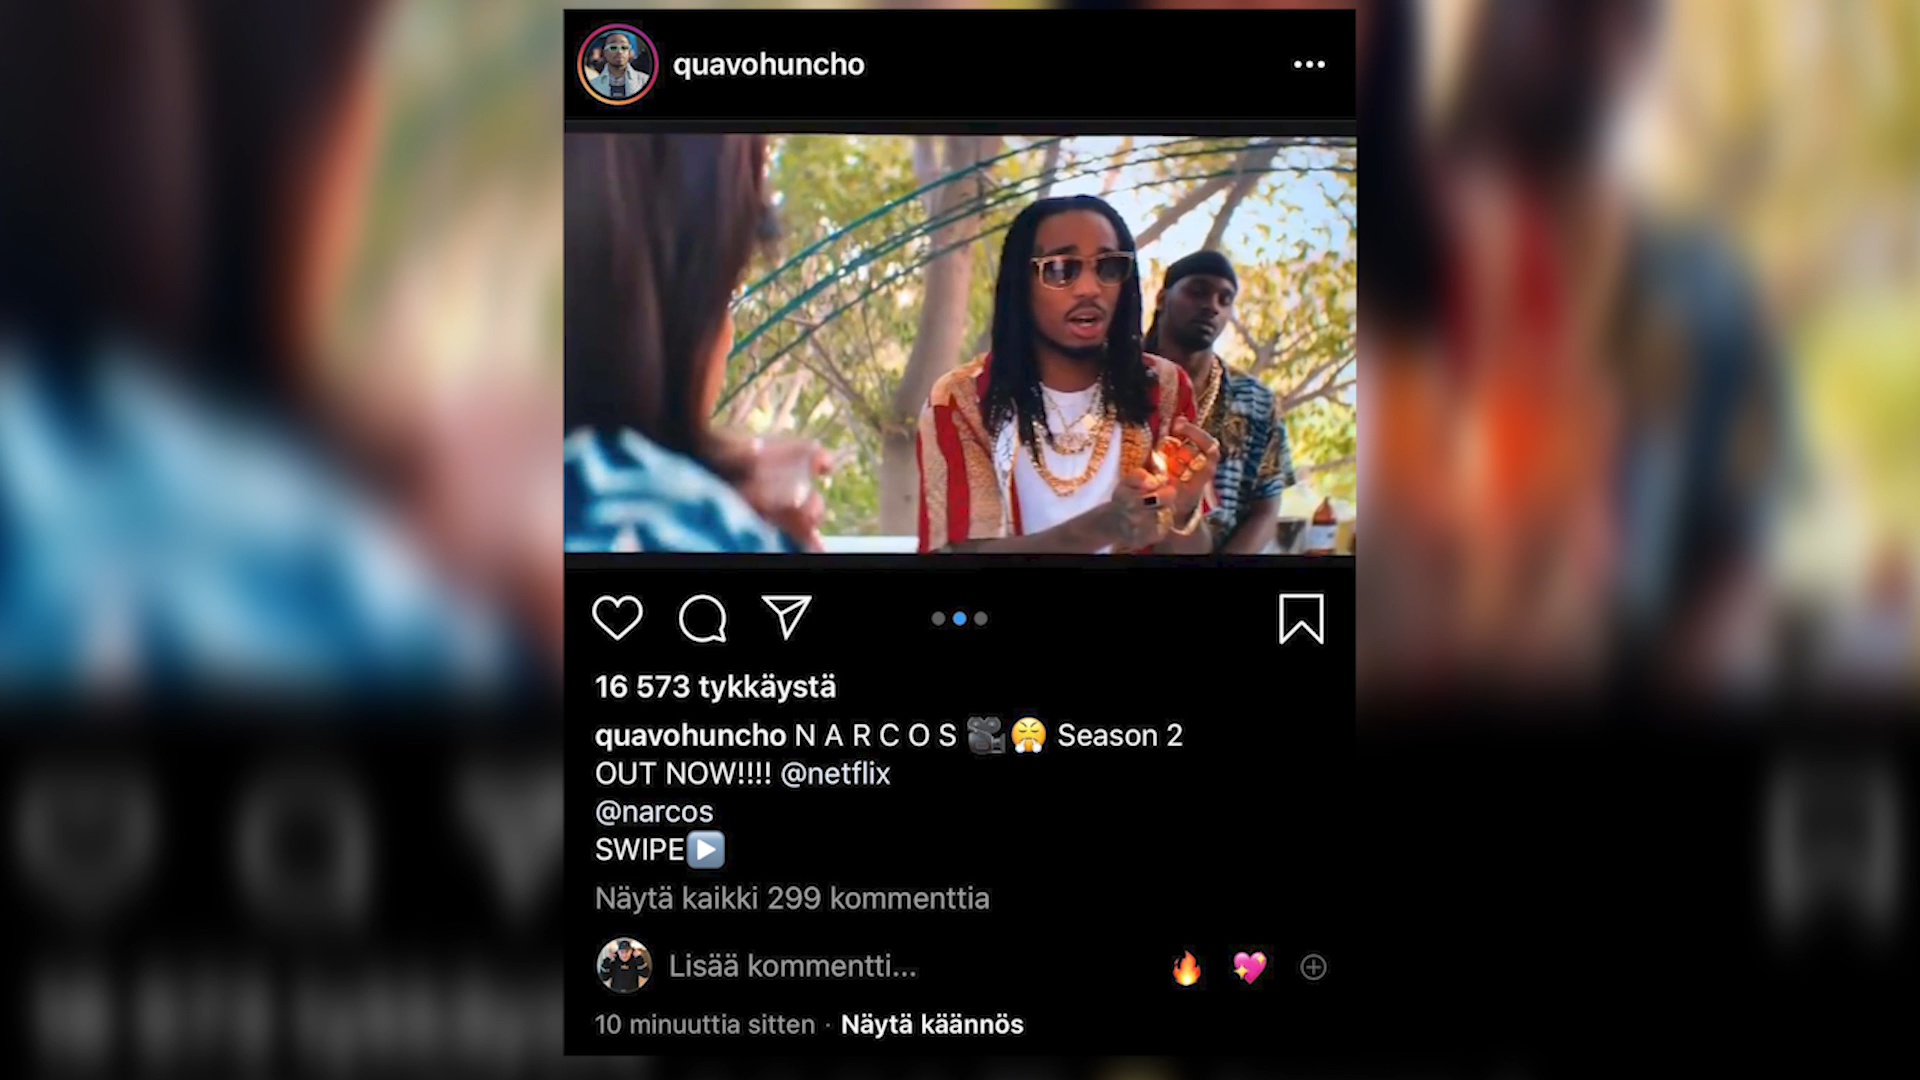 quavohuncho
16 573 tykkäystä
quavohuncho N A R C O S 🎥😤 Season 2
OUT NOW!!!! @netflix
@narcos
SWIPE▶️
Näytä kaikki 299 kommenttia
Lisää kommentti...
10 minuuttia sitten · Näytä käännös